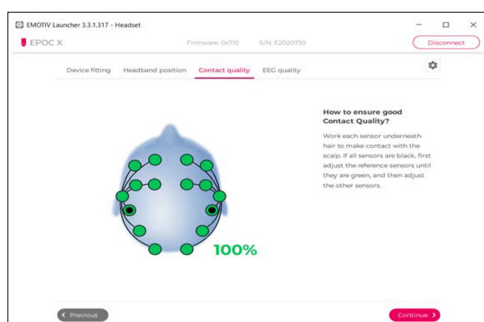 EMOTIV Launcher 3.3.1.317 - Headset
EPOC X
Firmware: 0x710
S/N: E2020730
Disconnect
Device fitting
Headband position
Contact quality
EEG quality
How to ensure good
Contact Quality?
Work each sensor underneath
hair to make contact with the
scalp. If all sensors are black, first
adjust the reference sensors until
they are green, and then adjust
the other sensors.
100%
Previous
Continue